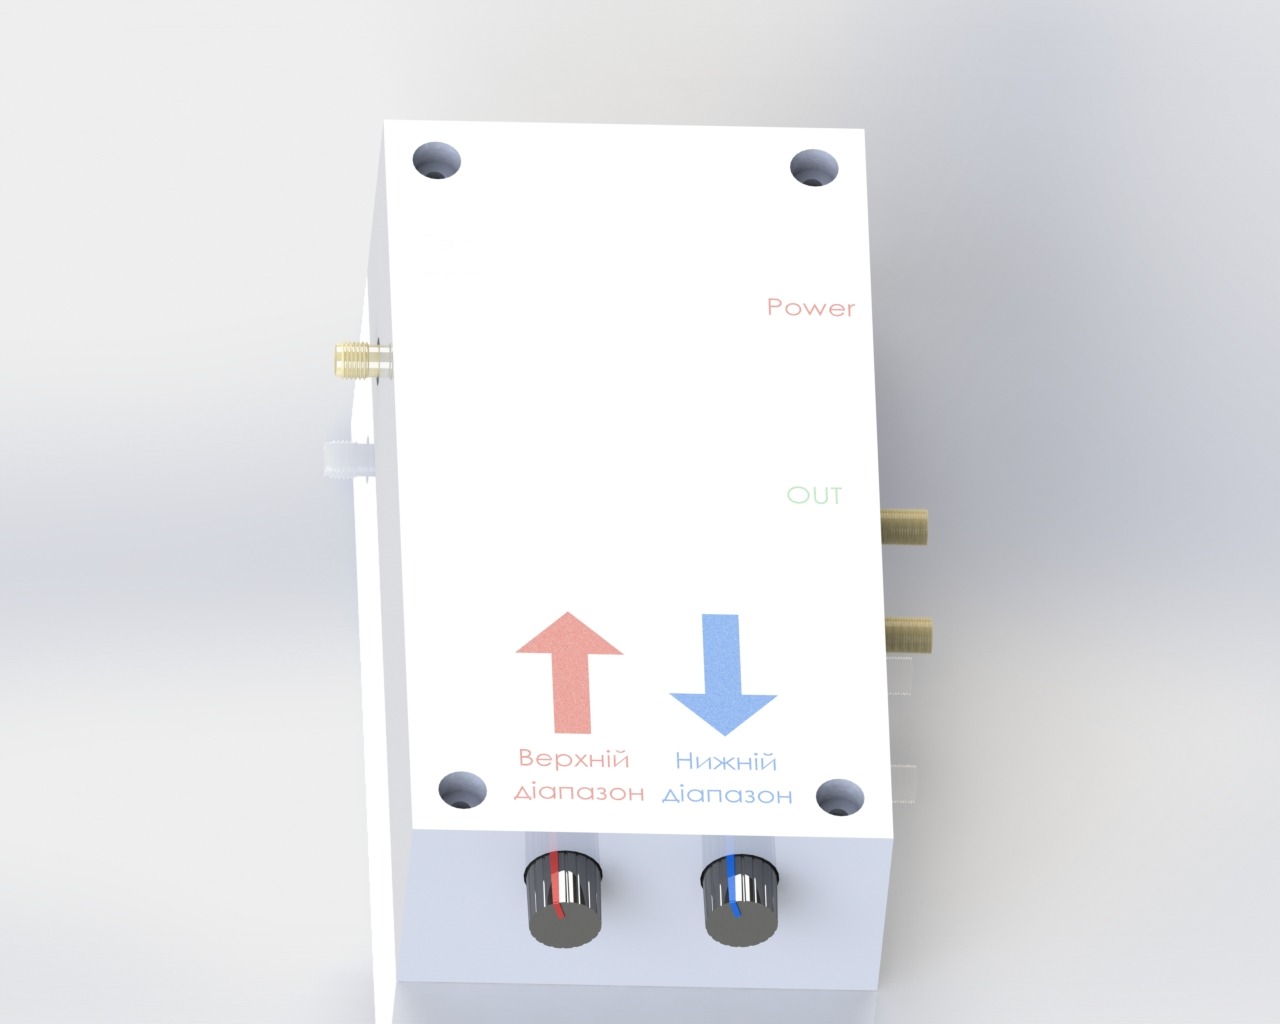 Power
OUT
Верхній
діапазон
Нижній
діапазон